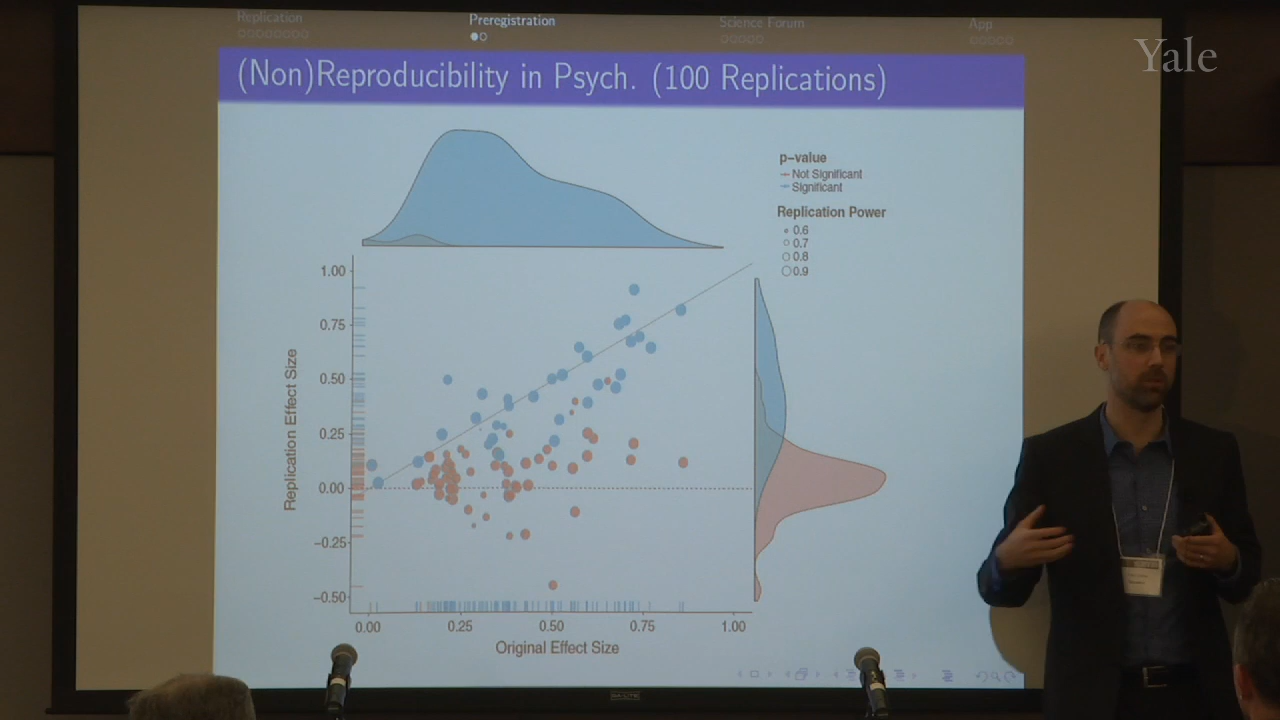 Replication
Preregistration
Science Forum
App
Yale
(Non)Reproducibility in Psych. (100 Replications)
p-value
Not Significant
Significant
Replication Power
0.6
0.7
0.8
0.9
1.00
0.75
0.50
0.25
0.00
−0.25
−0.50
Replication Effect Size
0.00 0.25 0.50 0.75 1.00
Original Effect Size
DA-LITE